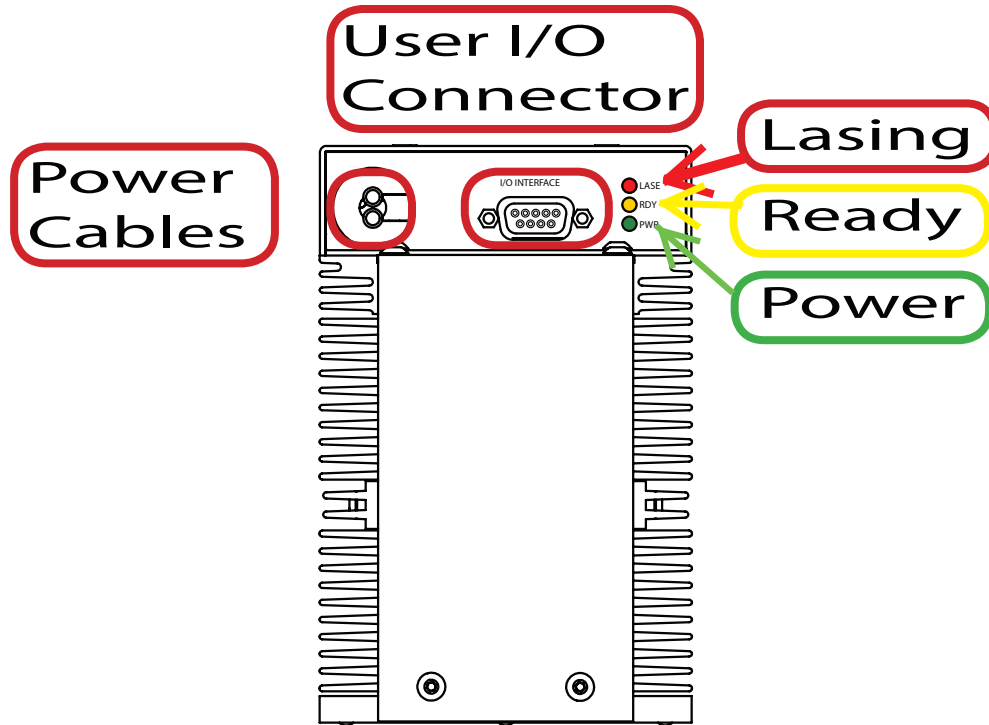 User I/O
Connector
Lasing
Power
Cables
I/O INTERFACE
LASE
RDY
PWR
Ready
Power